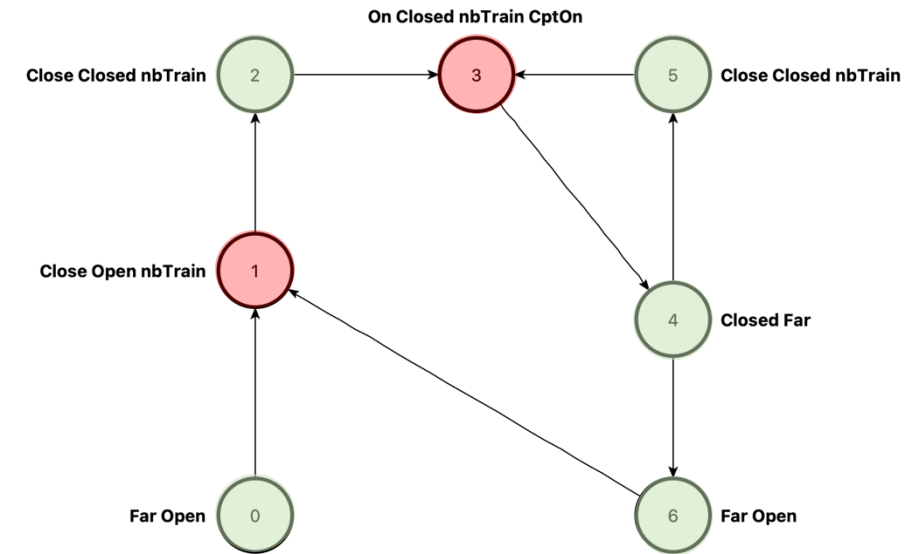 On Closed nbTrain CptOn
Close Closed nbTrain
2
3
5
Close Closed nbTrain
Close Open nbTrain
1
4
Closed Far
Far Open
0
6
Far Open